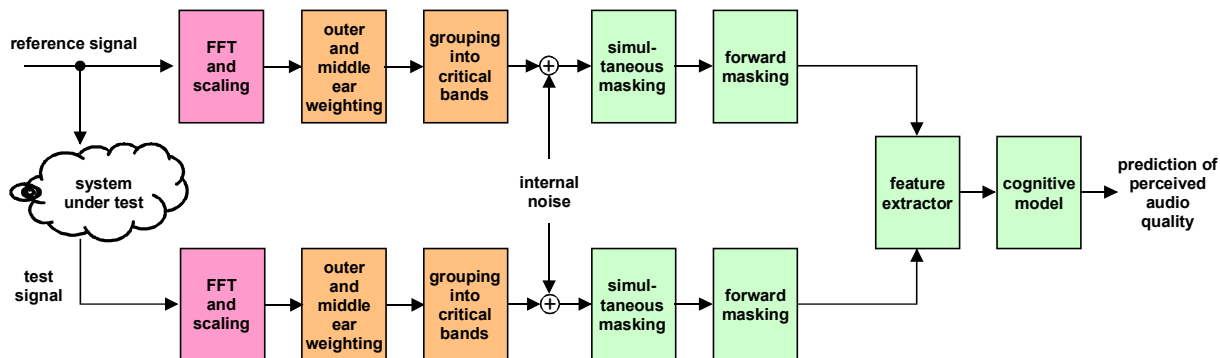 reference signal
FFT
and
scaling
outer
and
middle
ear
weighting
grouping
into
critical
bands
simul-
taneous
masking
forward
masking
system
under test
internal
noise
feature
extractor
cognitive
model
prediction of
perceived
audio
quality
test
signal
FFT
and
scaling
outer
and
middle
ear
weighting
grouping
into
critical
bands
simul-
taneous
masking
forward
masking